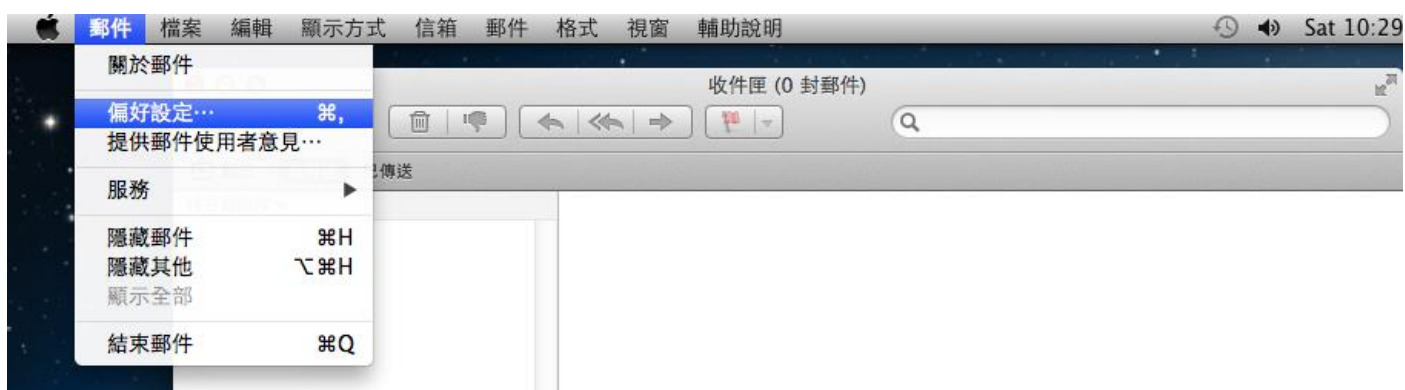 郵件 檔案 編輯 顯示方式 信箱 郵件 格式 視窗 輔助說明 Sat 10:29
關於郵件
收件匣 (0 封郵件)
偏好設定… ⌘,
提供郵件使用者意見…
傳送
服務 ▶
隱藏郵件 ⌘H
隱藏其他 ⌥⌘H
顯示全部
結束郵件 ⌘Q